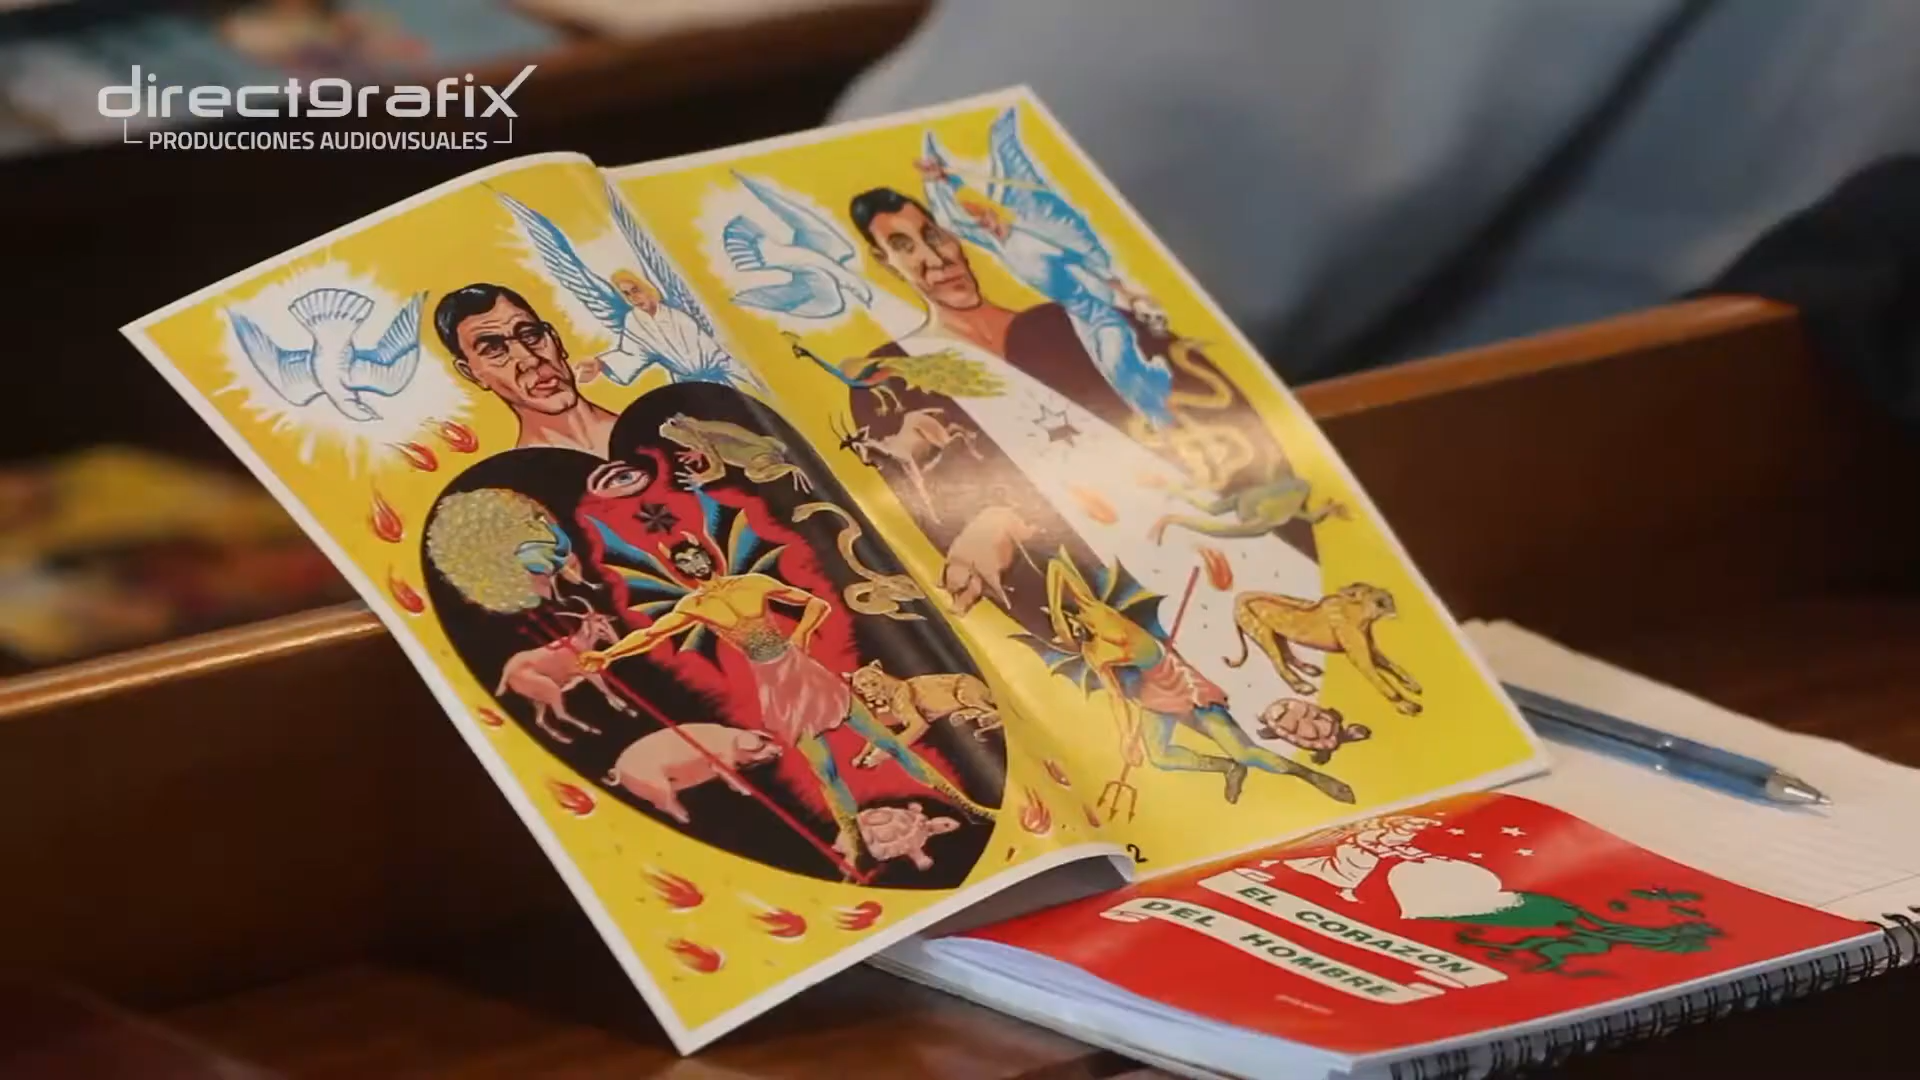 directgrafix
PRODUCCIONES AUDIOVISUALES
2
EL CORAZÓN
DEL HOMBRE